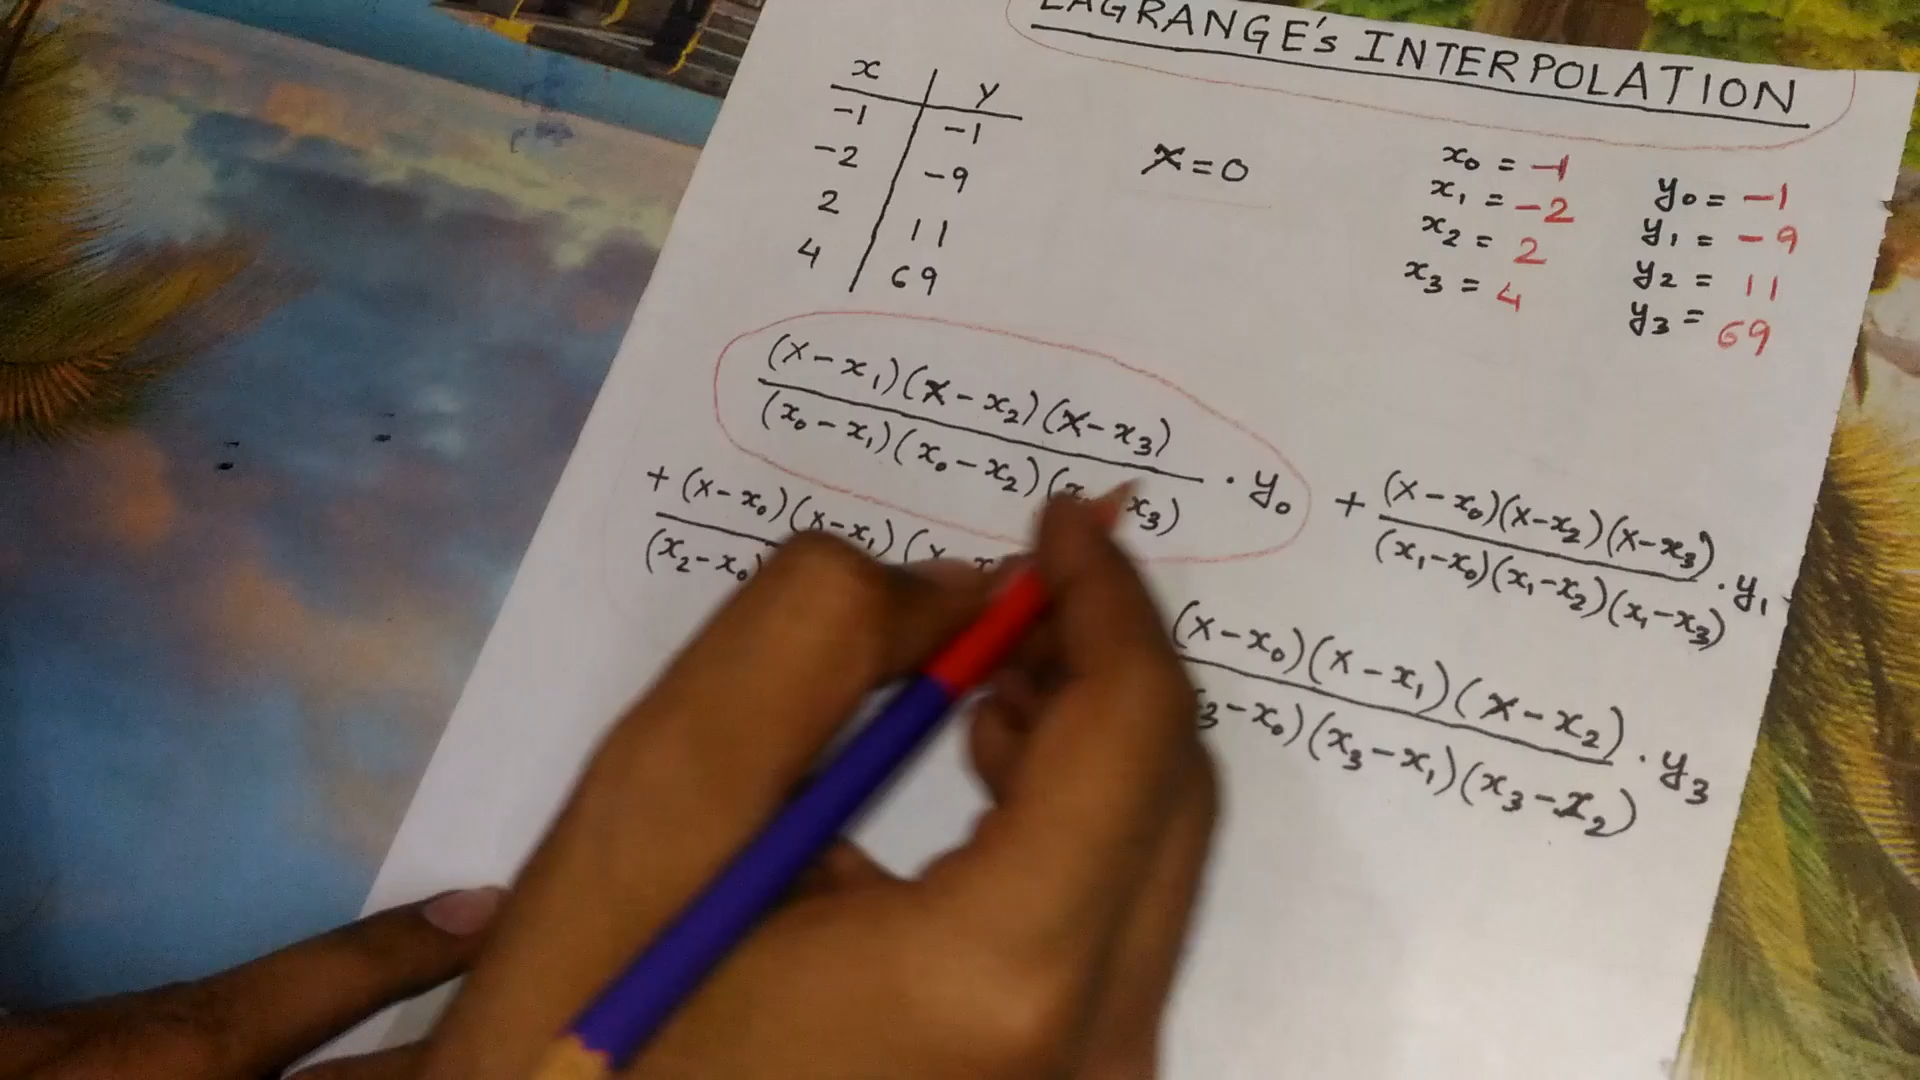 LAGRANGE's INTERPOLATION
x y
-1 -1
-2 -9
2 11
4 69
x = 0
x₀ = -1 y₀ = -1
x₁ = -2 y₁ = -9
x₂ = 2 y₂ = 11
x₃ = 4 y₃ = 69
(x - x₁)(x - x₂)(x - x₃)
(x₀ - x₁)(x₀ - x₂)( x₃) · y₀
+ (x - x₀)(x - x₂)(x - x₃)
(x₁ - x₀)(x₁ - x₂)(x₁ - x₃) · y₁
+ (x - x₀)(x - x₁)(x
(x₂ - x₀)
(x - x₀)(x - x₁)(x - x₂)
3 - x₀)(x₃ - x₁)(x₃ - x₂) · y₃